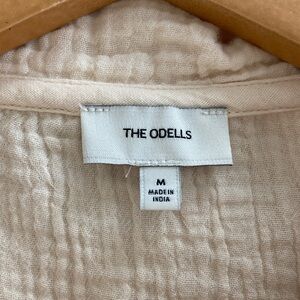 THE ODELLS
M
MADE IN
INDIA